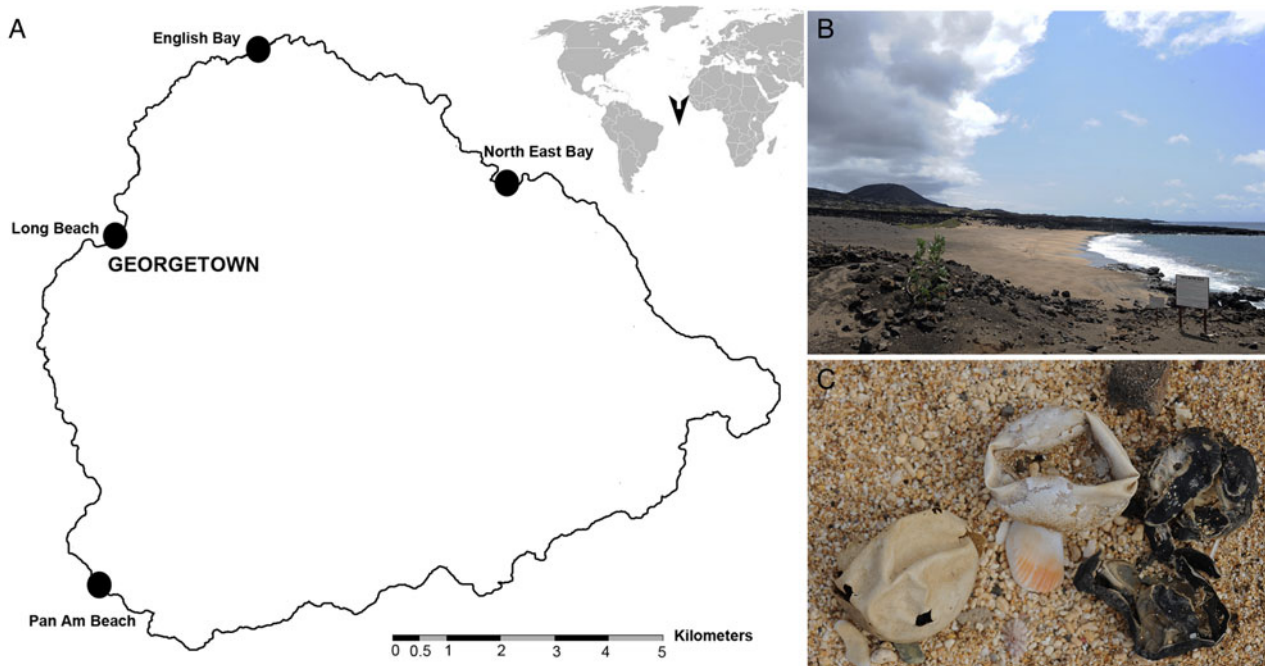 A
English Bay
North East Bay
Long Beach
GEORGETOWN
Pan Am Beach
Kilometers
0 0.5 1 2 3 4 5
B
C